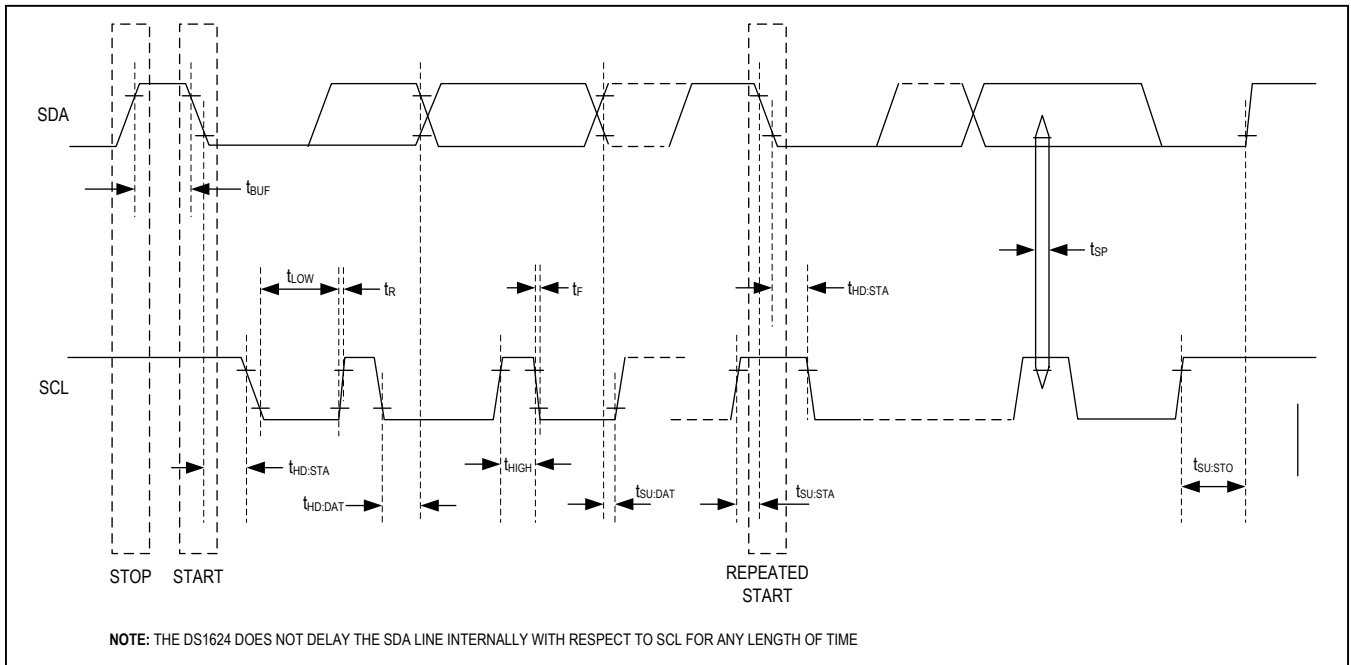 SDA
tBUF
tLOW
tR
tF
tHD:STA
tSP
SCL
tHD:STA
tHD:DAT
tHIGH
tSU:DAT
tSU:STA
tSU:STO
STOP
START
REPEATED
START
NOTE: THE DS1624 DOES NOT DELAY THE SDA LINE INTERNALLY WITH RESPECT TO SCL FOR ANY LENGTH OF TIME